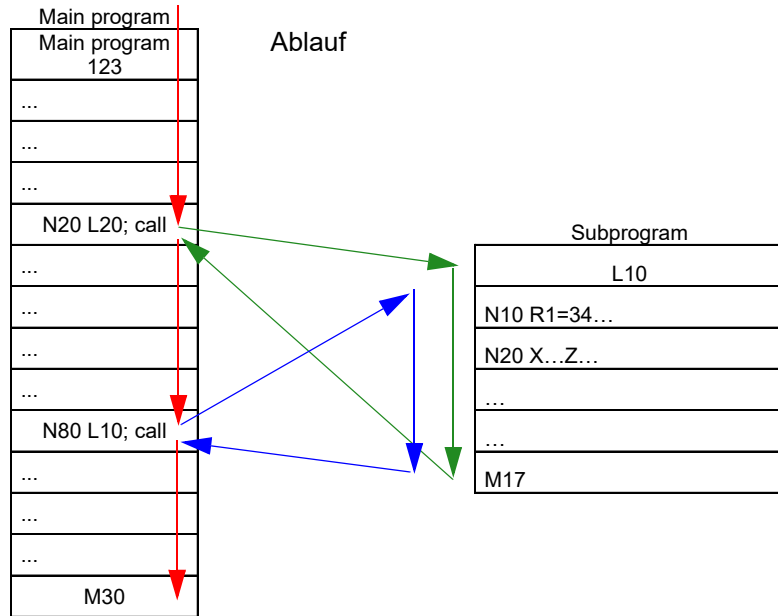 Main program
Main program
123
...
...
...
N20 L20; call
...
...
...
...
N80 L10; call
...
...
...
M30
Ablauf
Subprogram
L10
N10 R1=34…
N20 X…Z…
…
…
M17